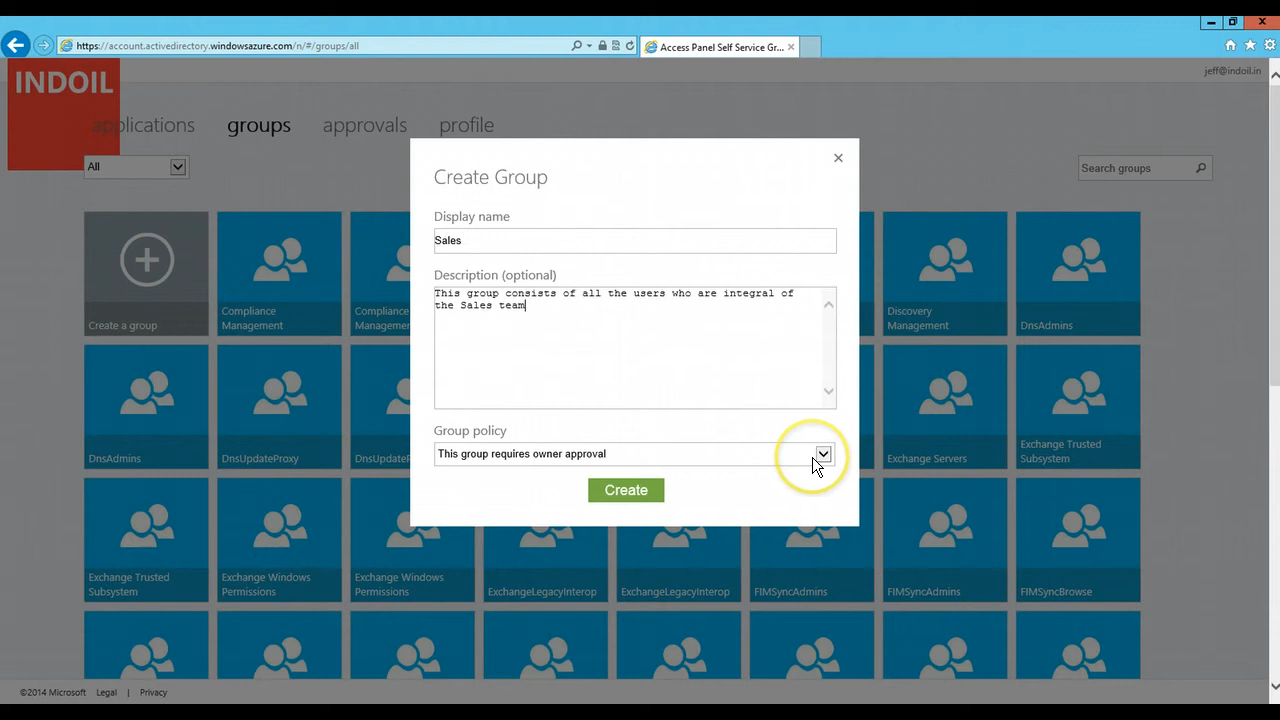 https://account.activedirectory.windowsazure.com/n/#/groups/all
Access Panel Self Service Gr...
INDOIL
jeff@indoil.in
applications
groups
approvals
profile
All
Search groups
Create a group
Compliance
Management
Compliance
Management
Discovery
Management
DnsAdmins
DnsAdmins
DnsUpdateProxy
DnsUpdateP
Exchange Servers
Exchange Trusted
Subsystem
Exchange Trusted
Subsystem
Exchange Windows
Permissions
Exchange Windows
Permissions
ExchangeLegacyInterop
ExchangeLegacyInterop
FIMSyncAdmins
FIMSyncAdmins
FIMSyncBrowse
Create Group
Display name
Sales
Description (optional)
This group consists of all the users who are integral of
the Sales team
Group policy
This group requires owner approval
Create
©2014 Microsoft Legal | Privacy